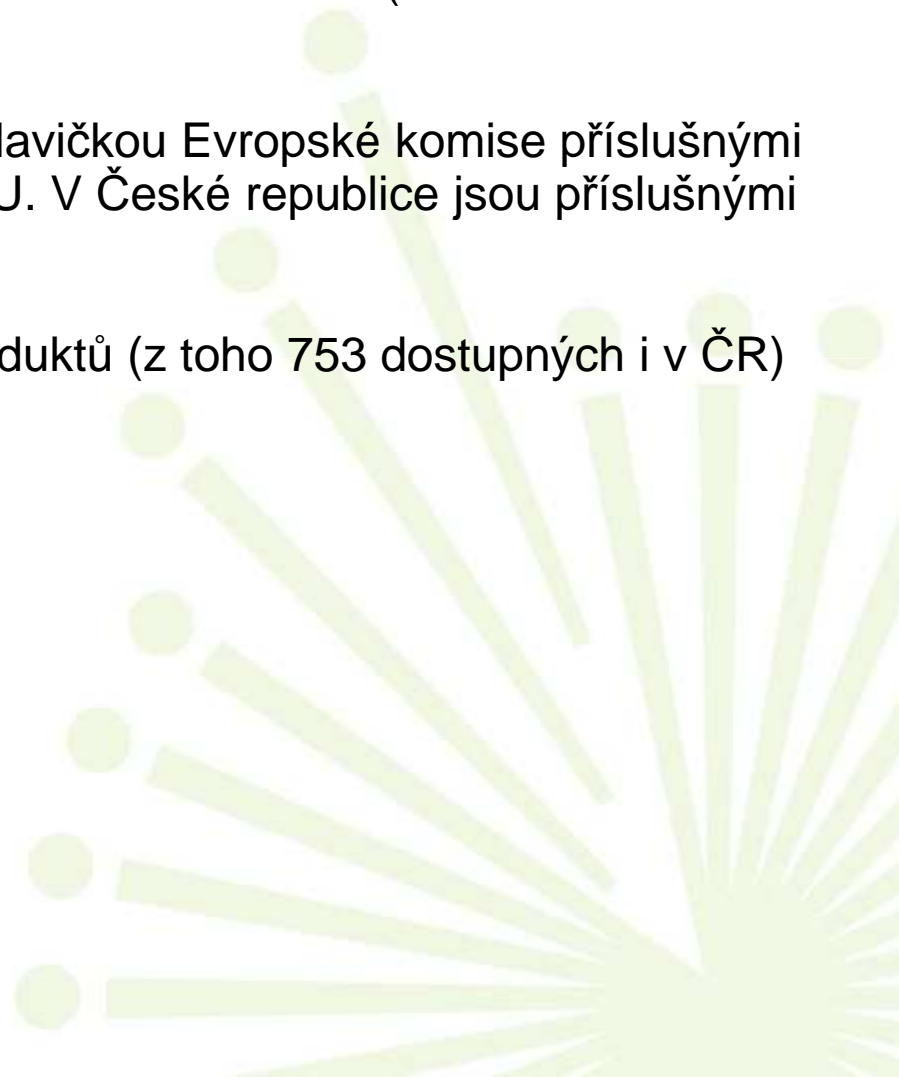 lavičkou Evropské komise příslušnými
U. V České republice jsou příslušnými
duktů (z toho 753 dostupných i v ČR)